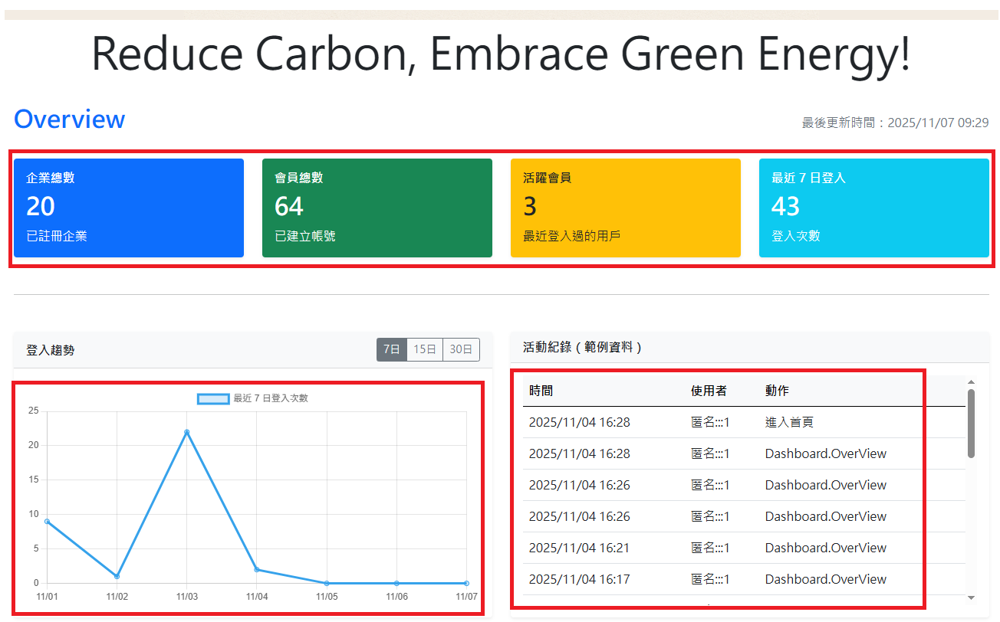 Reduce Carbon, Embrace Green Energy!
Overview
最後更新時間：2025/11/07 09:29
企業總數
20
已註冊企業
會員總數
64
已建立帳號
活躍會員
3
最近登入過的用戶
最近 7 日登入
43
登入次數
登入趨勢
7日 15日 30日
最近 7 日登入次數
25
20
15
10
5
0
11/01 11/02 11/03 11/04 11/05 11/06 11/07
活動紀錄（範例資料）
時間 使用者 動作
2025/11/04 16:28 匿名:::1 進入首頁
2025/11/04 16:28 匿名:::1 Dashboard.OverView
2025/11/04 16:26 匿名:::1 Dashboard.OverView
2025/11/04 16:26 匿名:::1 Dashboard.OverView
2025/11/04 16:21 匿名:::1 Dashboard.OverView
2025/11/04 16:17 匿名:::1 Dashboard.OverView